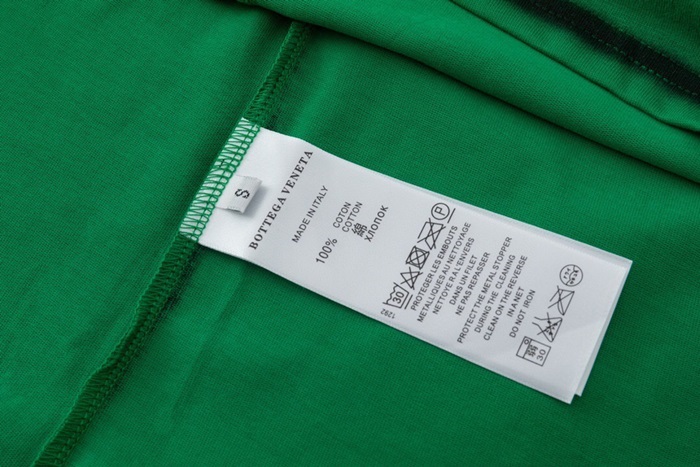 S
BOTTEGA VENETA
MADE IN ITALY
100%
COTON
COTTON
棉
ХЛОПОК
30
1292
PROTEGER LES EMBOUTS
METALLIQUES AU NETTOYAGE
NETTOYER A L'ENVERS
DANS UN FILET
NE PAS REPASSER
PROTECT THE METAL STOPPER
DURING THE CLEANING
CLEAN ON THE REVERSE
IN A NET
DO NOT IRON
30